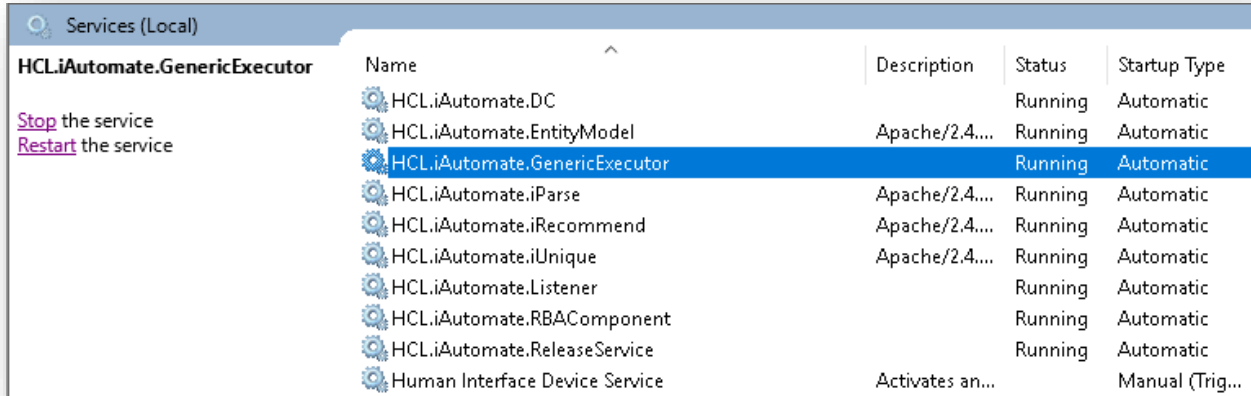 Services (Local)
HCL.iAutomate.GenericExecutor
Stop the service
Restart the service
Name Description Status Startup Type
HCL.iAutomate.DC Running Automatic
HCL.iAutomate.EntityModel Apache/2.4.... Running Automatic
HCL.iAutomate.GenericExecutor Running Automatic
HCL.iAutomate.iParse Apache/2.4.... Running Automatic
HCL.iAutomate.iRecommend Apache/2.4.... Running Automatic
HCL.iAutomate.iUnique Apache/2.4.... Running Automatic
HCL.iAutomate.Listener Running Automatic
HCL.iAutomate.RBAComponent Running Automatic
HCL.iAutomate.ReleaseService Running Automatic
Human Interface Device Service Activates an... Manual (Trig...